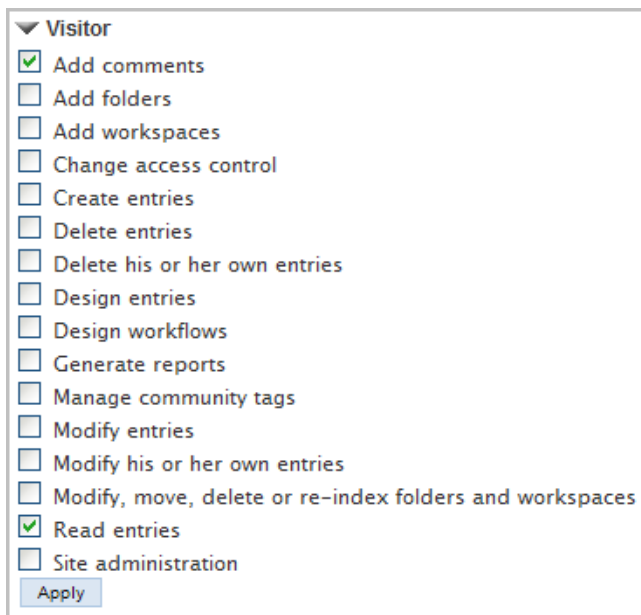 Visitor
Add comments
Add folders
Add workspaces
Change access control
Create entries
Delete entries
Delete his or her own entries
Design entries
Design workflows
Generate reports
Manage community tags
Modify entries
Modify his or her own entries
Modify, move, delete or re-index folders and workspaces
Read entries
Site administration
Apply